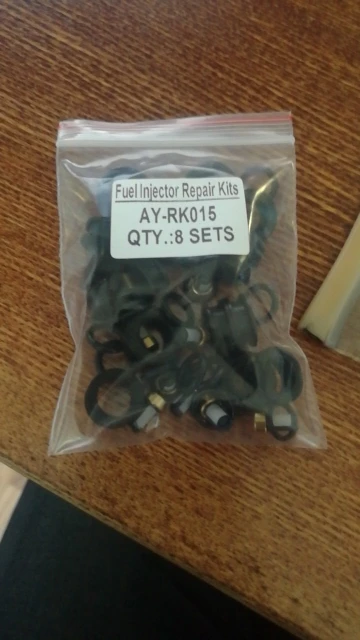 Fuel Injector Repair Kits
AY-RK015
QTY.:8 SETS